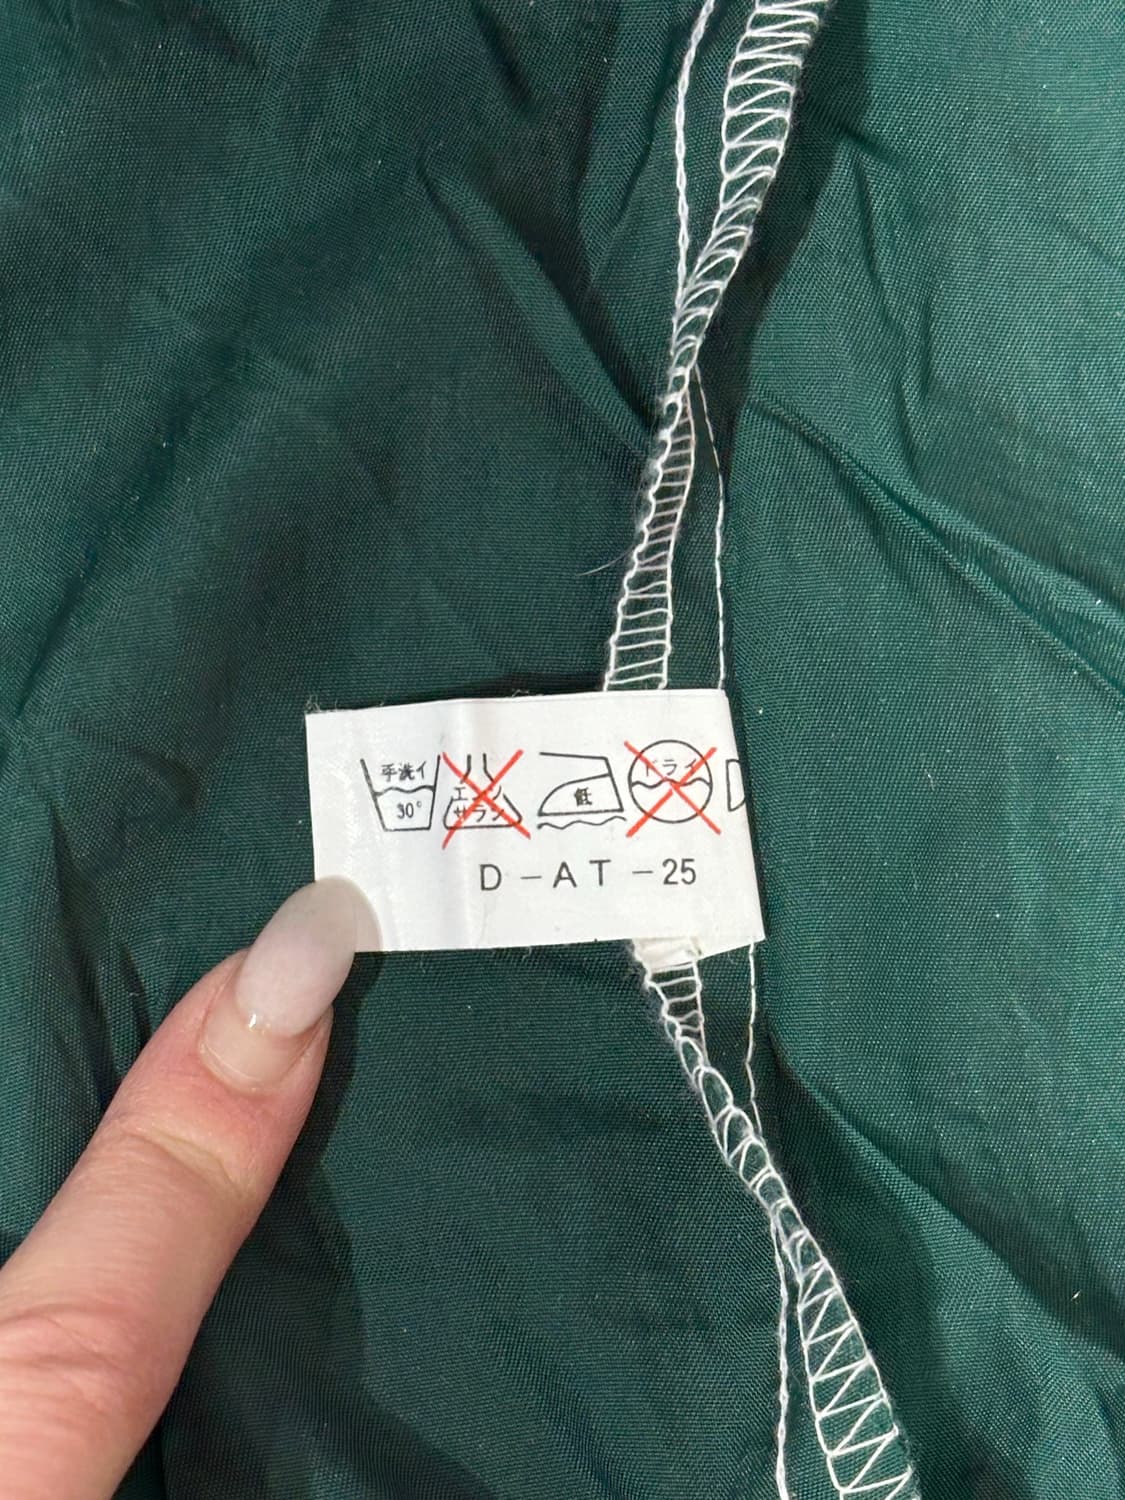 手洗イ 30°
エンソ サラシ
低
ドライ
D-AT-25